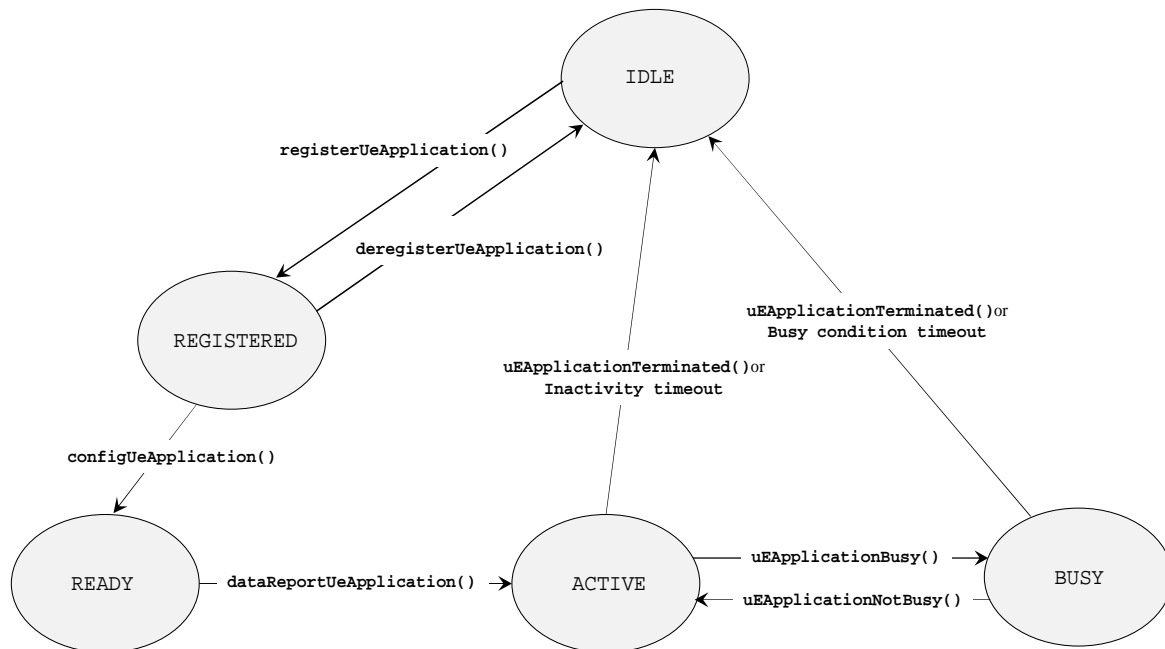 IDLE
registerUeApplication()
deregisterUeApplication()
uEApplicationTerminated()or
Busy condition timeout
REGISTERED
uEApplicationTerminated()or
Inactivity timeout
configUeApplication()
uEApplicationBusy()
READY
dataReportUeApplication()
ACTIVE
BUSY
uEApplicationNotBusy()